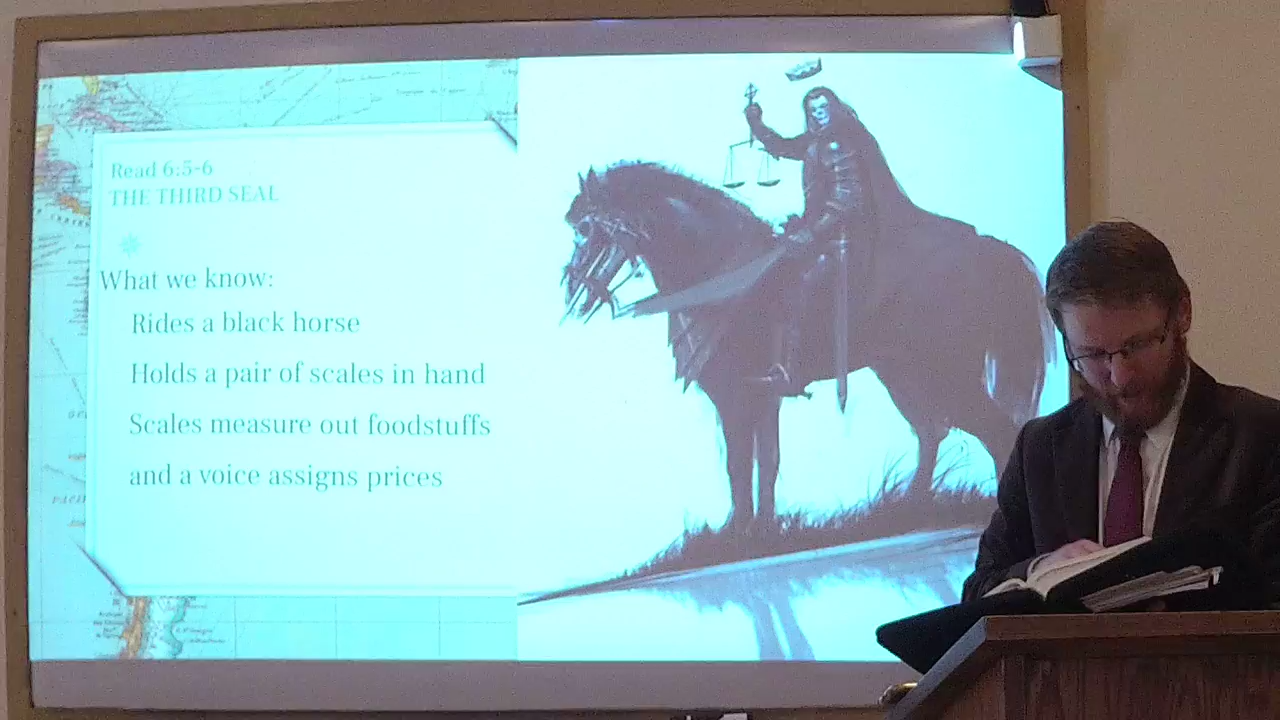 Read 6:5-6
THE THIRD SEAL
What we know:
Rides a black horse
Holds a pair of scales in hand
Scales measure out foodstuffs
and a voice assigns prices